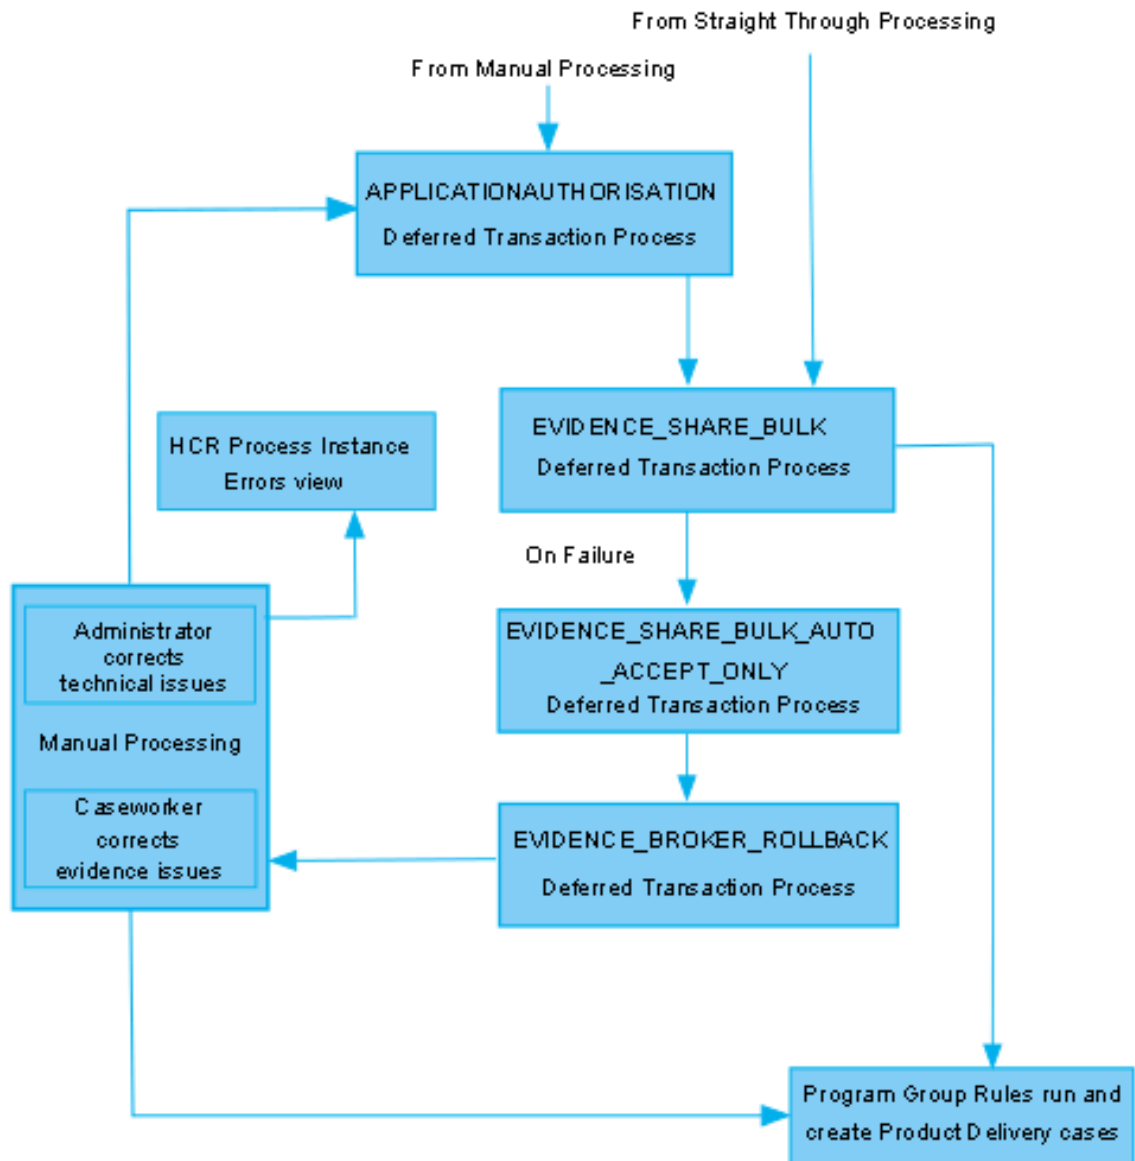 From Straight Through Processing
From Manual Processing
APPLICATIONAUTHORISATION
Deferred Transaction Process
EVIDENCE_SHARE_BULK
Deferred Transaction Process
HCR Process Instance
Errors view
On Failure
Administrator
corrects
technical issues
Manual Processing
Caseworker
corrects
evidence issues
EVIDENCE_SHARE_BULK_AUTO
_ACCEPT_ONLY
Deferred Transaction Process
EVIDENCE_BROKER_ROLLBACK
Deferred Transaction Process
Program Group Rules run and
create Product Delivery cases